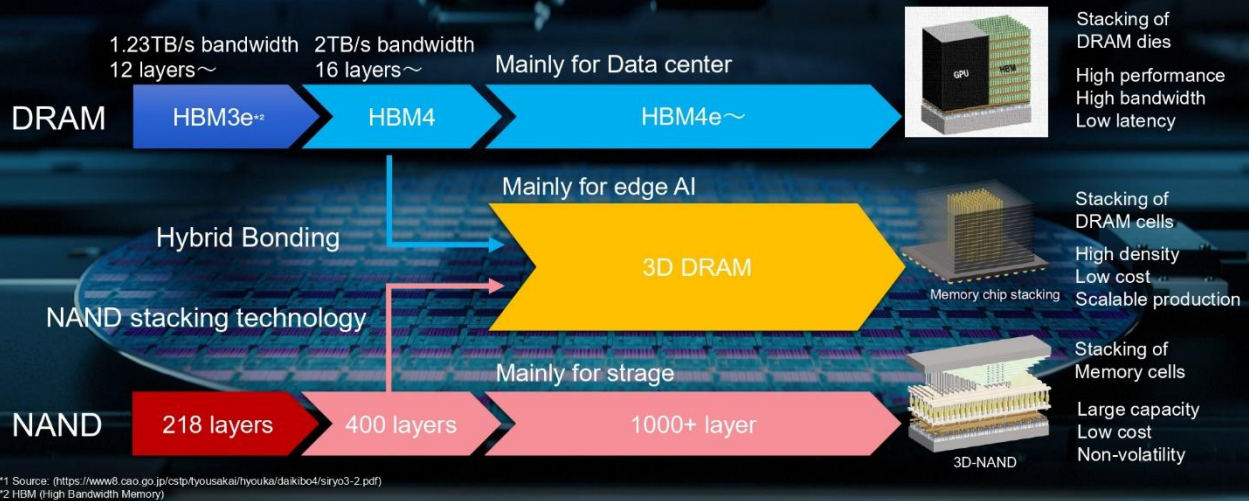 1.23TB/s bandwidth
12 layers～
2TB/s bandwidth
16 layers～
Mainly for Data center
DRAM
HBM3e*2
HBM4
HBM4e～
GPU
HBM
Stacking of
DRAM dies
High performance
High bandwidth
Low latency
Mainly for edge AI
Hybrid Bonding
3D DRAM
NAND stacking technology
Memory chip stacking
Stacking of
DRAM cells
High density
Low cost
Scalable production
Mainly for strage
NAND
218 layers
400 layers
1000+ layer
3D-NAND
Stacking of
Memory cells
Large capacity
Low cost
Non-volatility
*1 Source: (https://www8.cao.go.jp/cstp/tyousakai/hyouka/daikibo4/siryo3-2.pdf)
*2 HBM (High Bandwidth Memory)